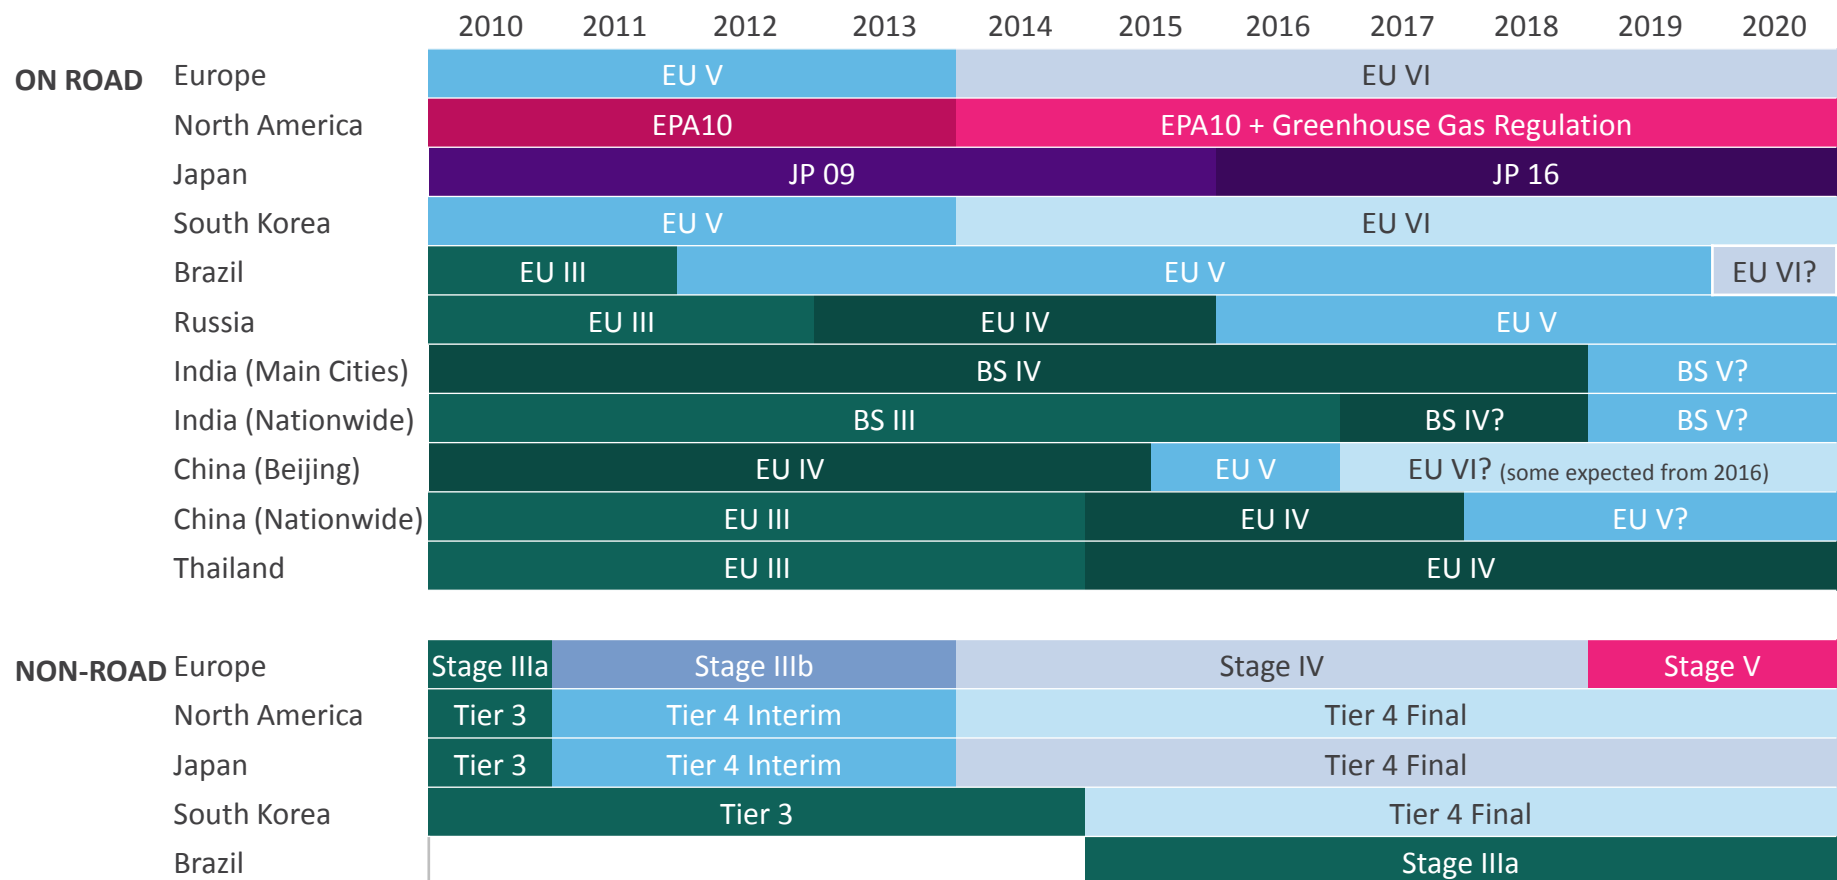 2010 2011 2012 2013 2014 2015 2016 2017 2018 2019 2020
ON ROAD Europe EU V EU VI
North America EPA10 EPA10 + Greenhouse Gas Regulation
Japan JP 09 JP 16
South Korea EU V EU VI
Brazil EU III EU V EU VI?
Russia EU III EU IV EU V
India (Main Cities) BS IV BS V?
India (Nationwide) BS III BS IV? BS V?
China (Beijing) EU IV EU V EU VI? (some expected from 2016)
China (Nationwide) EU III EU IV EU V?
Thailand EU III EU IV
NON-ROAD Europe Stage IIIa Stage IIIb Stage IV Stage V
North America Tier 3 Tier 4 Interim Tier 4 Final
Japan Tier 3 Tier 4 Interim Tier 4 Final
South Korea Tier 3 Tier 4 Final
Brazil Stage IIIa